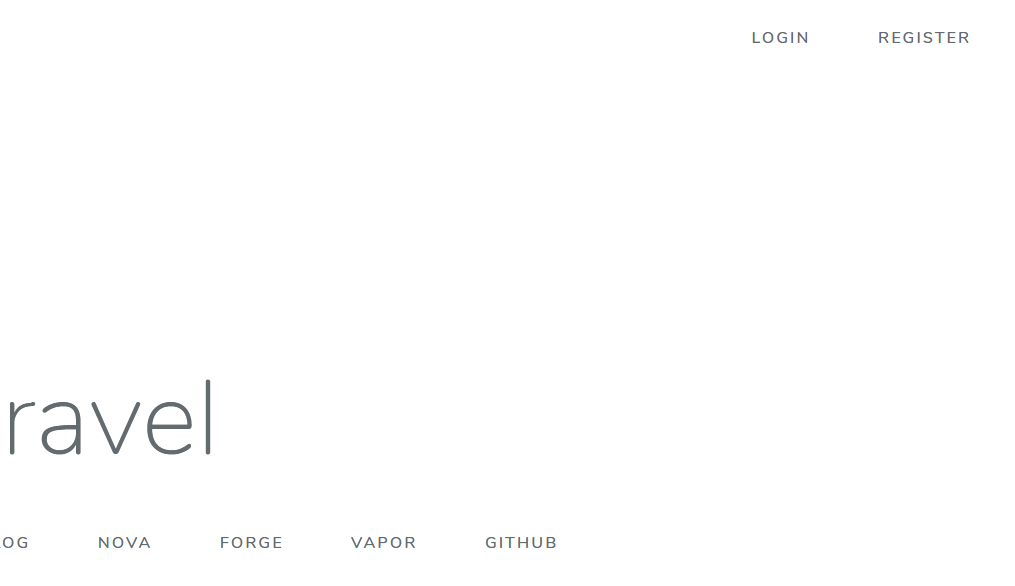 LOGIN REGISTER
ravel
OG NOVA FORGE VAPOR GITHUB